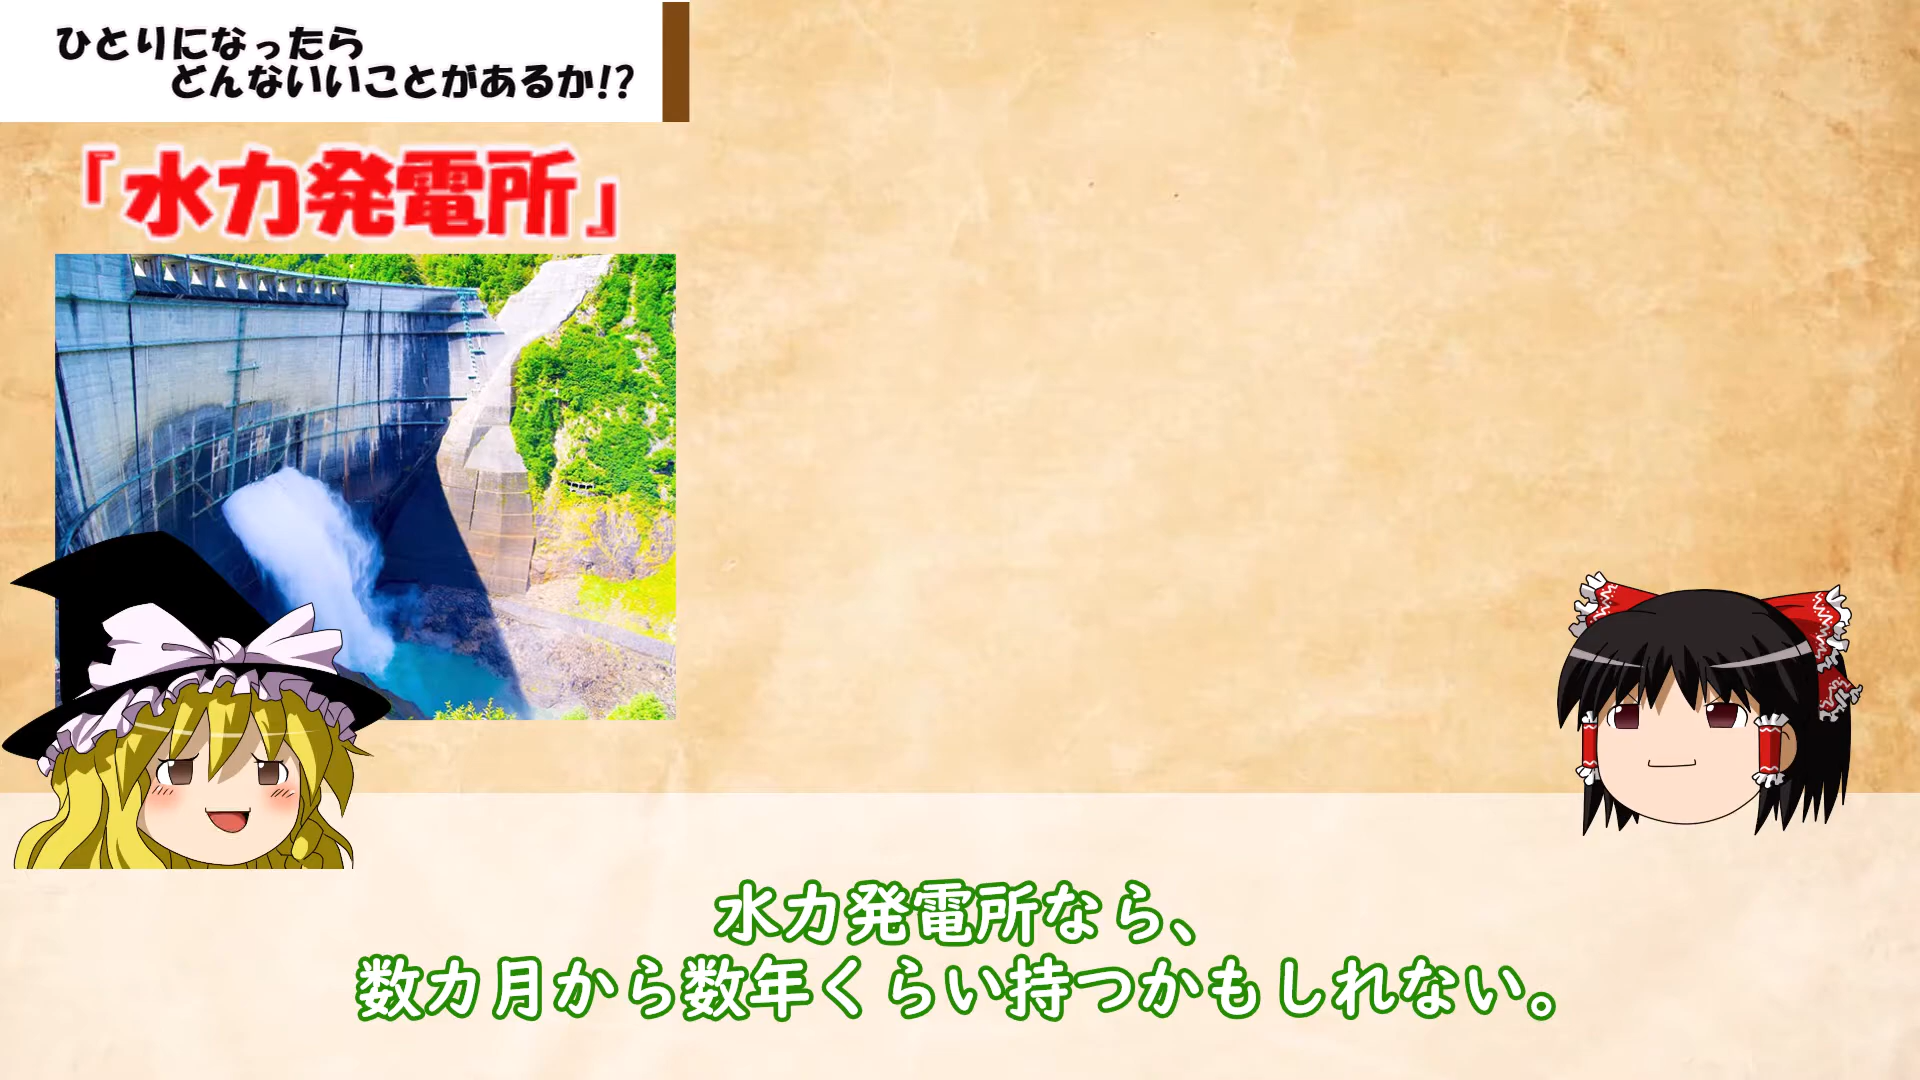 ひとりになったら
どんないいことがあるか!?
『水力発電所』
水力発電所なら、
数カ月から数年くらい持つかもしれない。